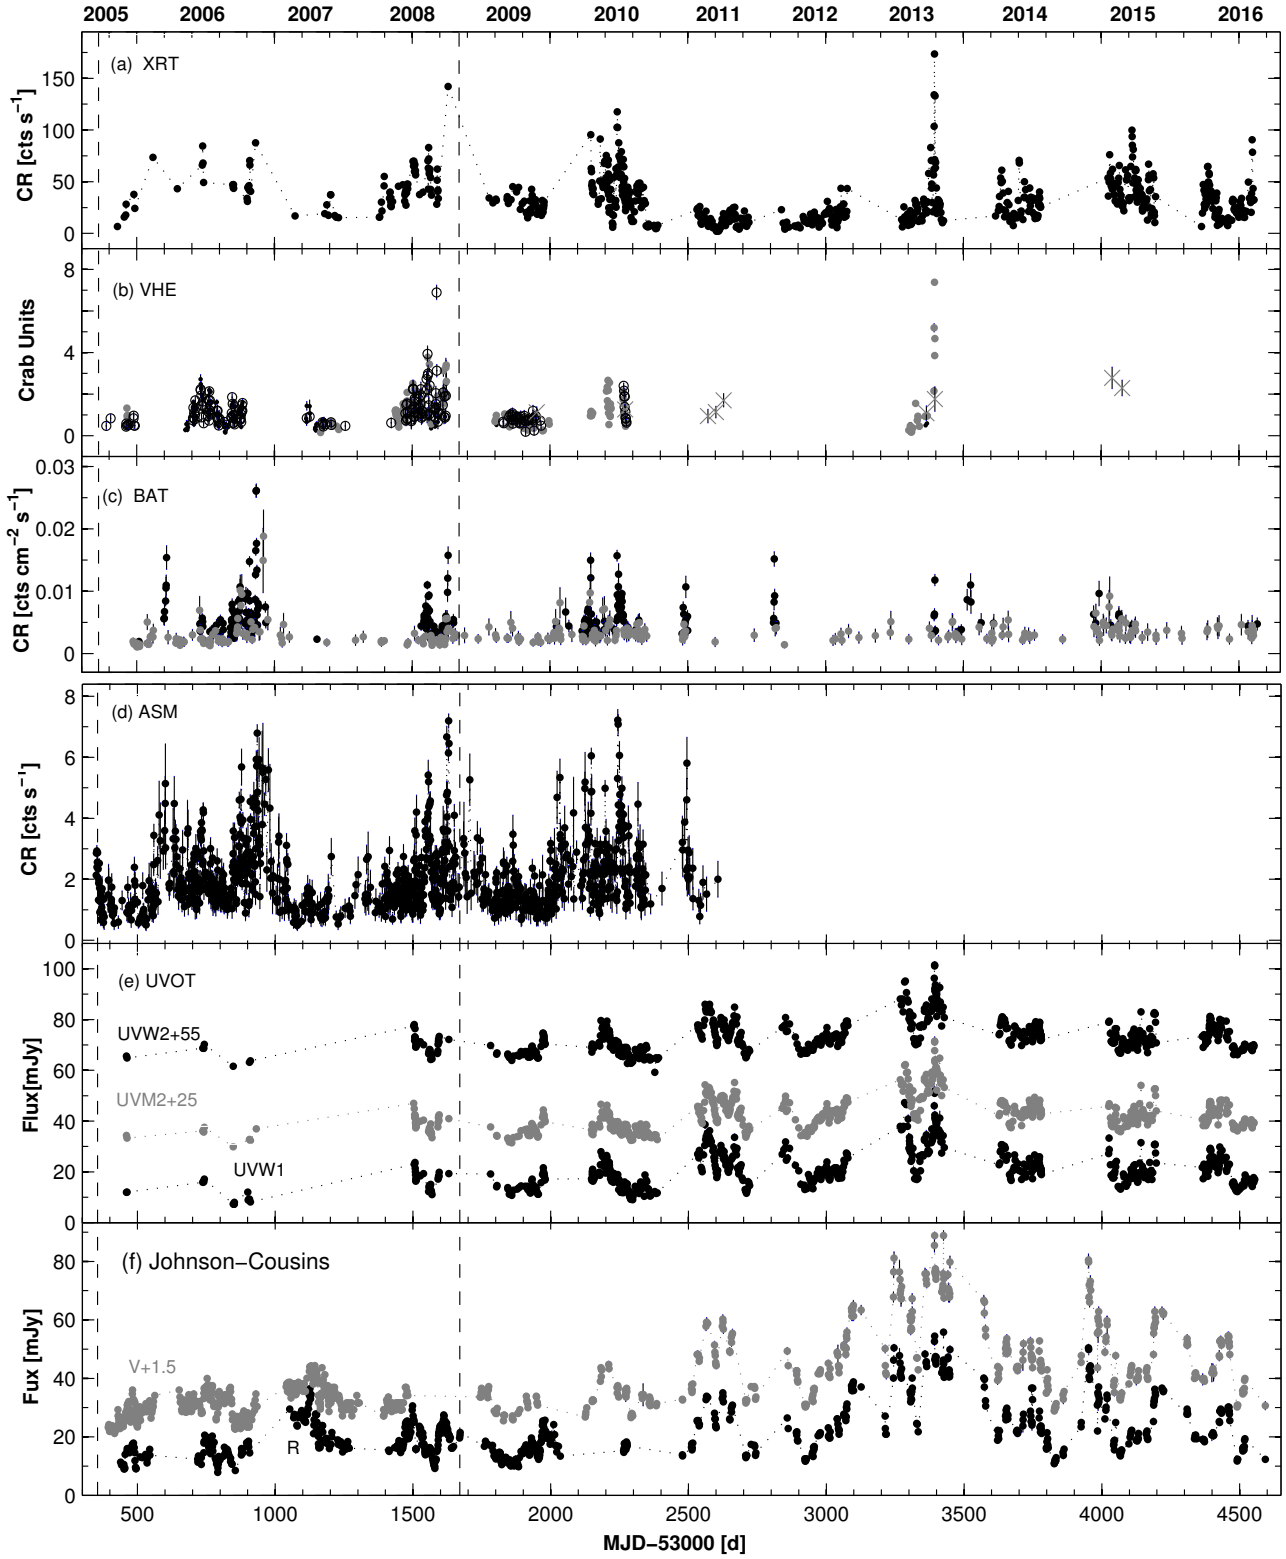 2005 2006 2007 2008 2009 2010 2011 2012 2013 2014 2015 2016
(a) XRT
CR [cts s⁻¹]
150
100
50
0
(b) VHE
Crab Units
8
4
0
(c) BAT
CR [cts cm⁻² s⁻¹]
0.03
0.02
0.01
0
(d) ASM
CR [cts s⁻¹]
8
6
4
2
0
(e) UVOT
Flux[mJy]
100
80
60
40
20
0
UVW2+55
UVM2+25
UVW1
(f) Johnson−Cousins
Fux [mJy]
80
60
40
20
0
V+1.5
R
500 1000 1500 2000 2500 3000 3500 4000 4500
MJD−53000 [d]